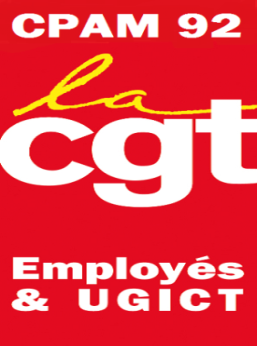 CPAM 92
la
cgt
Employés
& UGICT